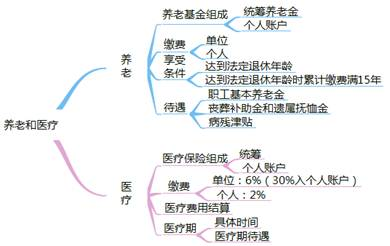 养老和医疗
养老
养老基金组成
统筹养老金
个人账户
缴费
单位
个人
享受条件
达到法定退休年龄
达到法定退休年龄时累计缴费满15年
待遇
职工基本养老金
丧葬补助金和遗属抚恤金
病残津贴
医疗
医疗保险组成
统筹
个人账户
缴费
单位：6%（30%入个人账户）
个人：2%
医疗费用结算
医疗期
具体时间
医疗期待遇